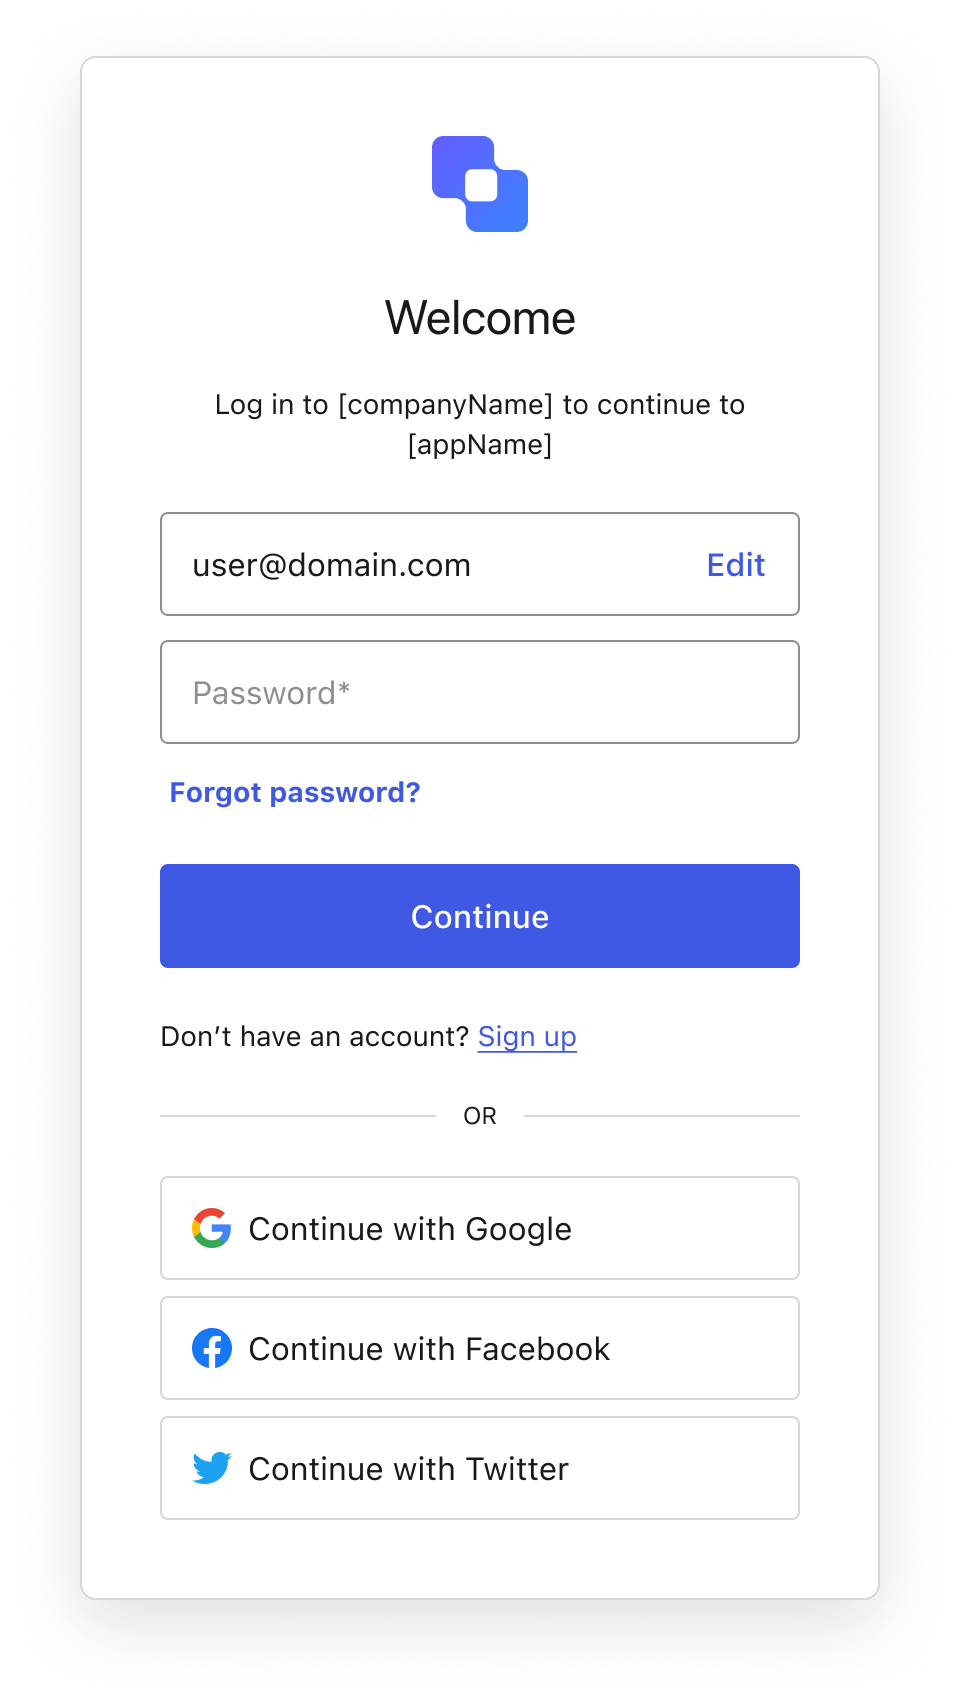 Welcome
Log in to [companyName] to continue to
[appName]
user@domain.com Edit
Password*
Forgot password?
Continue
Don’t have an account? Sign up
OR
Continue with Google
Continue with Facebook
Continue with Twitter